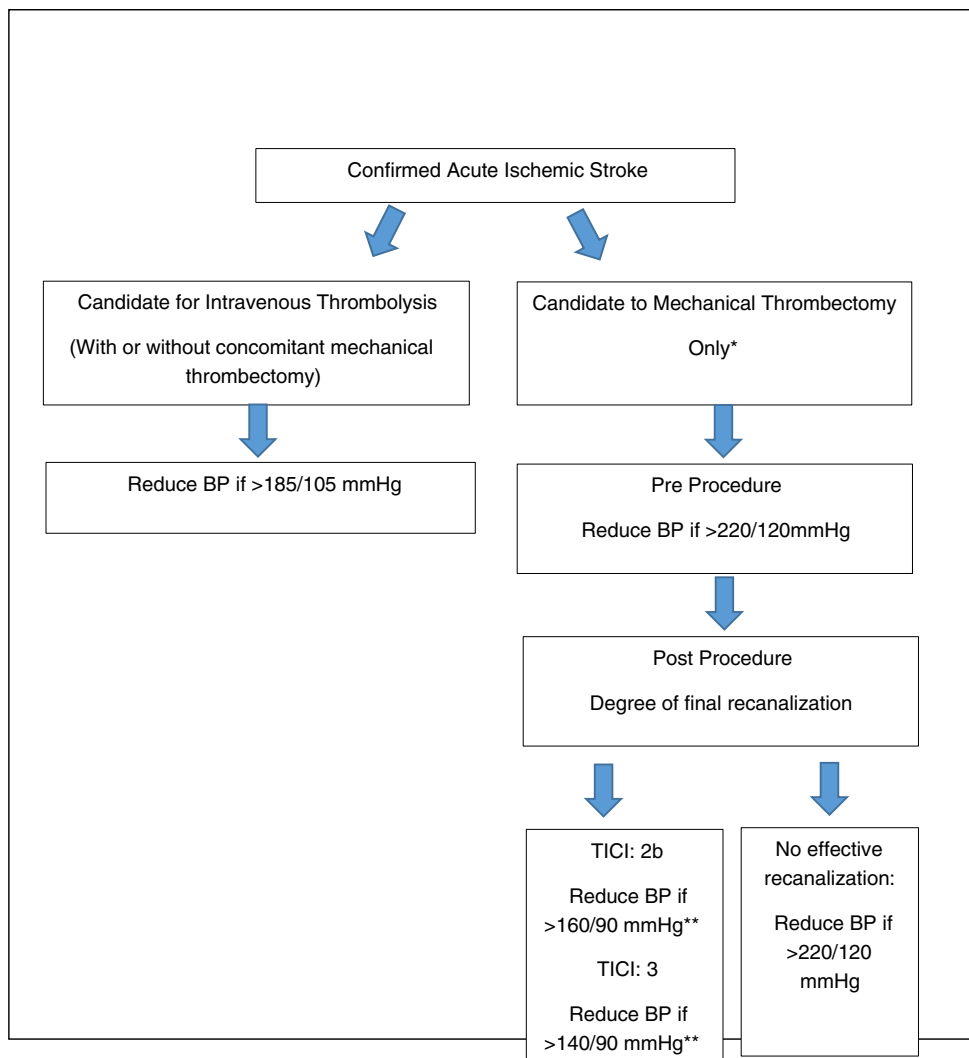 Confirmed Acute Ischemic Stroke
Candidate for Intravenous Thrombolysis
(With or without concomitant mechanical
thrombectomy)
Reduce BP if >185/105 mmHg
Candidate to Mechanical Thrombectomy
Only*
Pre Procedure
Reduce BP if >220/120mmHg
Post Procedure
Degree of final recanalization
TICI: 2b
Reduce BP if
>160/90 mmHg**
TICI: 3
Reduce BP if
>140/90 mmHg**
No effective
recanalization:
Reduce BP if
>220/120
mmHg